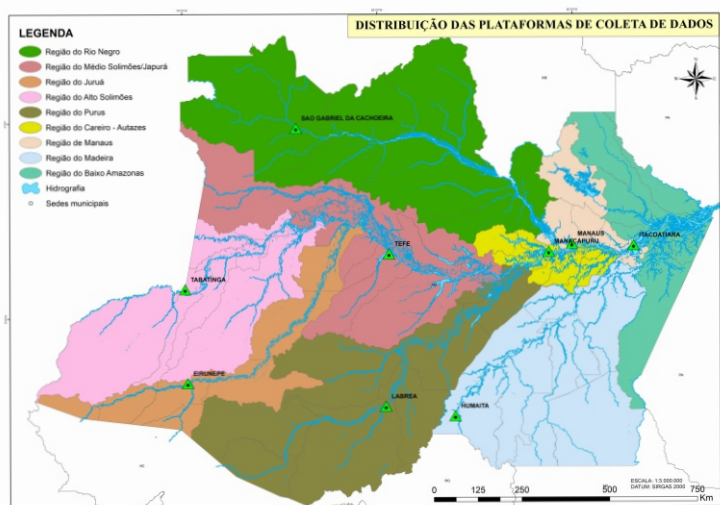 DISTRIBUIÇÃO DAS PLATAFORMAS DE COLETA DE DADOS
LEGENDA
Região do Rio Negro
Região do Médio Solimões/Japurá
Região do Juruá
Região do Alto Solimões
Região do Purus
Região do Careiro - Autazes
Região de Manaus
Região do Madeira
Região do Baixo Amazonas
Hidrografia
Sedes municipais
SAO GABRIEL DA CACHOEIRA
MANAUS
ITACOATIARA
MANACAPURU
TEFE
TABATINGA
EIRUNEPE
LABREA
HUMAITA
ESCALA: 1:3.000.000
DATUM: SIRGAS 2000
0 125 250 500 750
Km